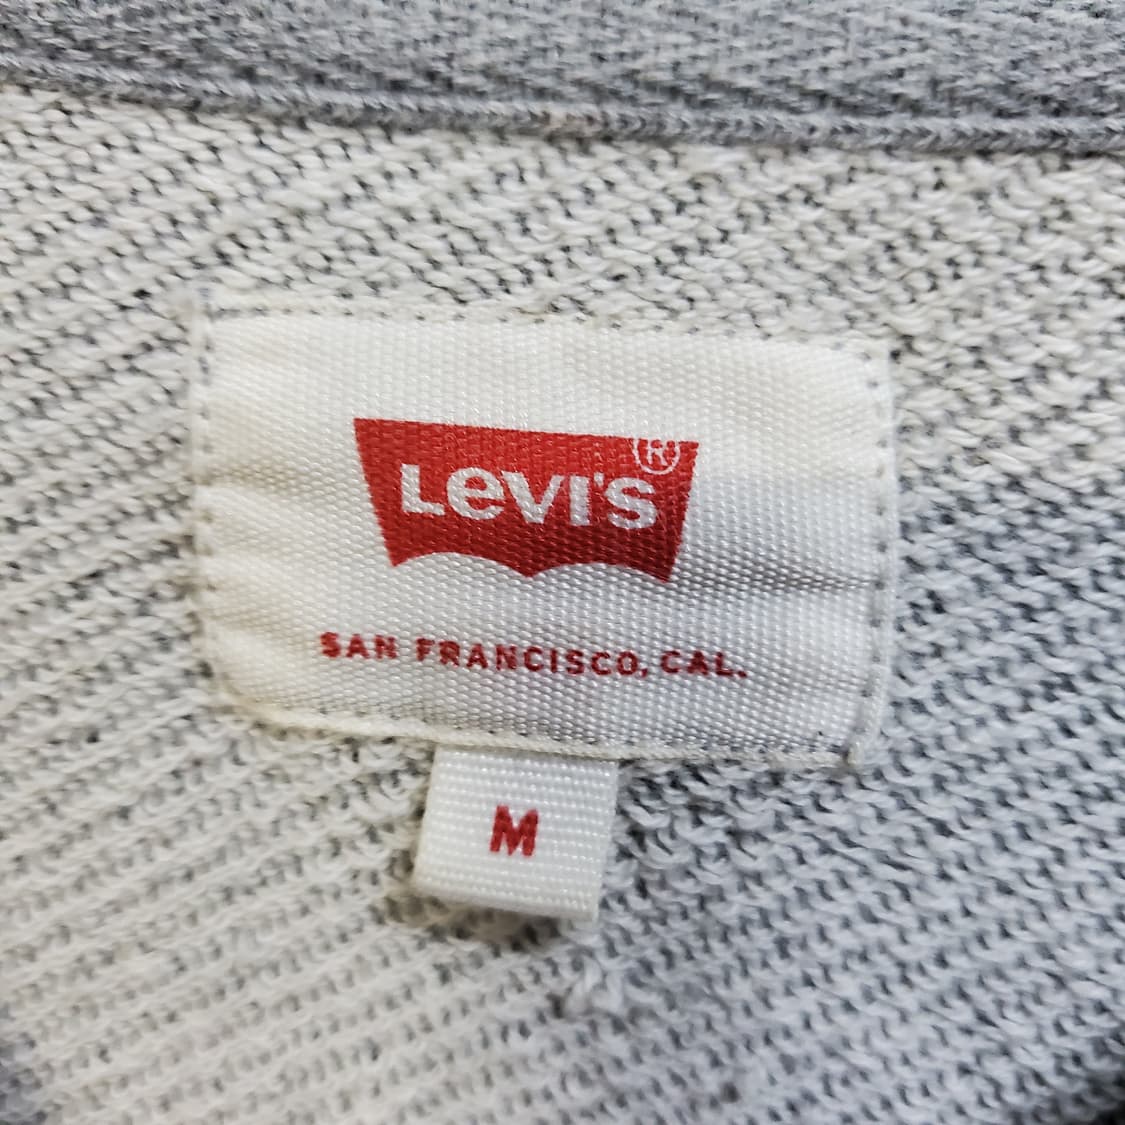 LEVI'S®
SAN FRANCISCO, CAL.
M